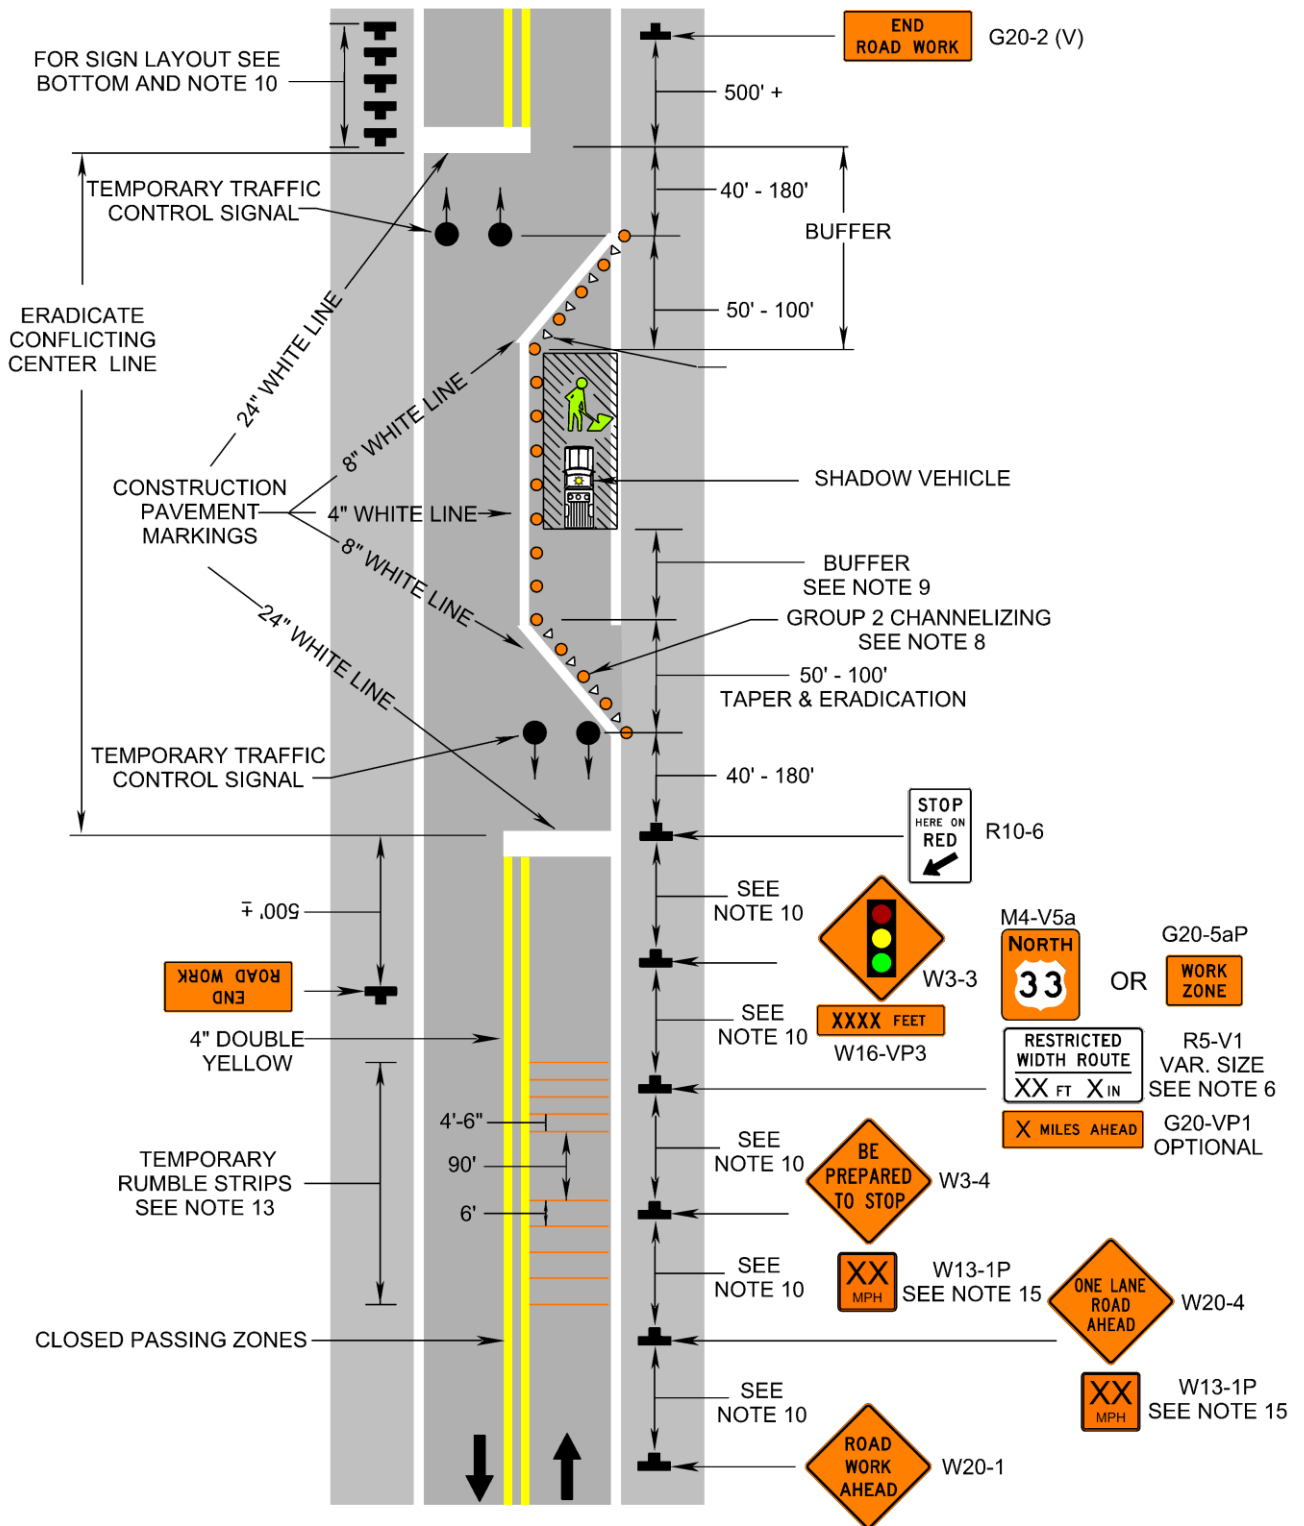 END
ROAD WORK
G20-2 (V)
FOR SIGN LAYOUT SEE
BOTTOM AND NOTE 10
500' +
TEMPORARY TRAFFIC
CONTROL SIGNAL
40' - 180'
BUFFER
50' - 100'
ERADICATE
CONFLICTING
CENTER LINE
24" WHITE LINE
8" WHITE LINE
CONSTRUCTION
PAVEMENT
MARKINGS
4" WHITE LINE
8" WHITE LINE
24" WHITE LINE
SHADOW VEHICLE
BUFFER
SEE NOTE 9
GROUP 2 CHANNELIZING
SEE NOTE 8
50' - 100'
TAPER & ERADICATION
TEMPORARY TRAFFIC
CONTROL SIGNAL
40' - 180'
STOP
HERE ON
RED
R10-6
SEE
NOTE 10
500' ±
W3-3
XXXX FEET
W16-VP3
M4-V5a
NORTH
33
OR
G20-5aP
WORK
ZONE
END
ROAD WORK
SEE
NOTE 10
4" DOUBLE
YELLOW
RESTRICTED
WIDTH ROUTE
XX FT X IN
R5-V1
VAR. SIZE
SEE NOTE 6
X MILES AHEAD
G20-VP1
OPTIONAL
4'-6"
90'
6'
TEMPORARY
RUMBLE STRIPS
SEE NOTE 13
SEE
NOTE 10
BE
PREPARED
TO STOP
W3-4
XX
MPH
W13-1P
SEE NOTE 15
SEE
NOTE 10
ONE LANE
ROAD
AHEAD
W20-4
CLOSED PASSING ZONES
XX
MPH
W13-1P
SEE NOTE 15
SEE
NOTE 10
ROAD
WORK
AHEAD
W20-1